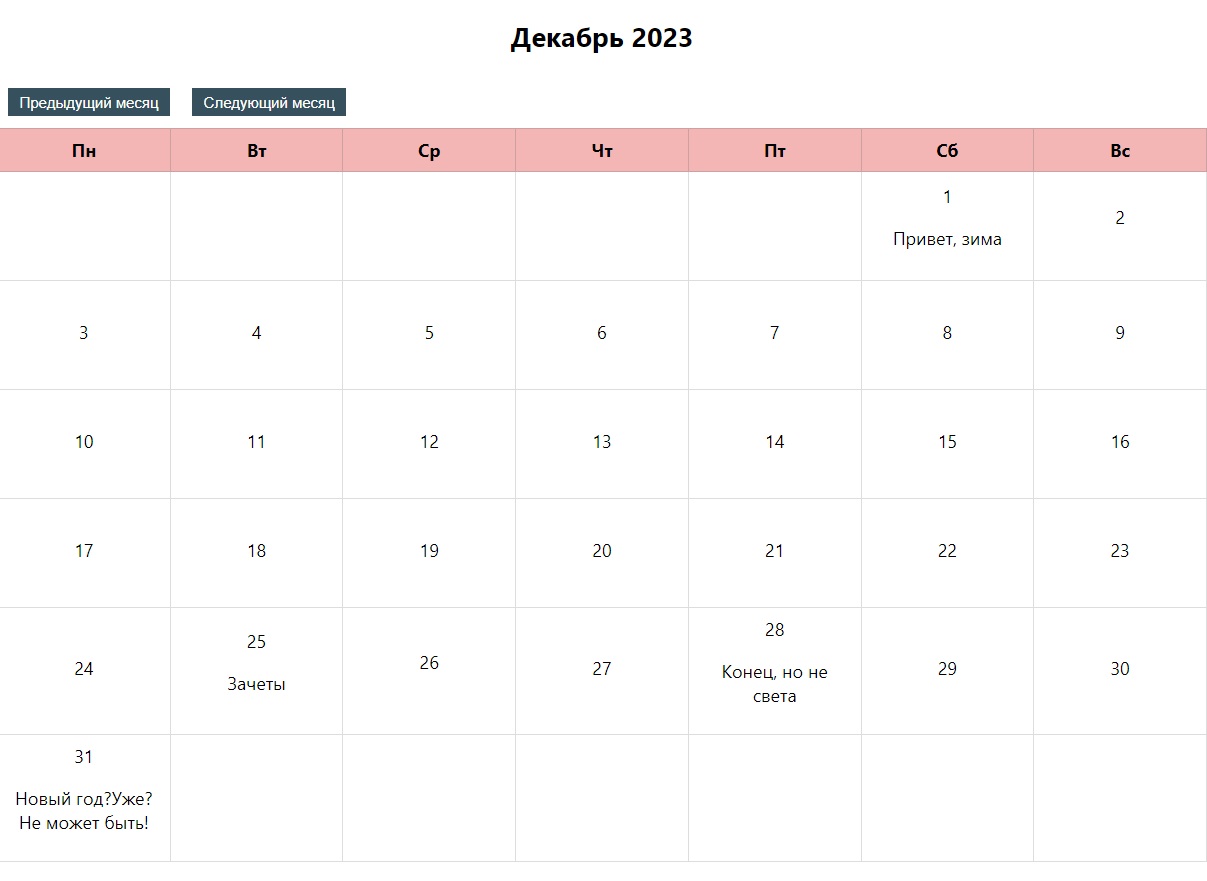 Декабрь 2023
Предыдущий месяц Следующий месяц
Пн Вт Ср Чт Пт Сб Вс
1 2
Привет, зима
3 4 5 6 7 8 9
10 11 12 13 14 15 16
17 18 19 20 21 22 23
24 25 26 27 28 29 30
Зачеты
Конец, но не
света
31
Новый год?Уже?
Не может быть!